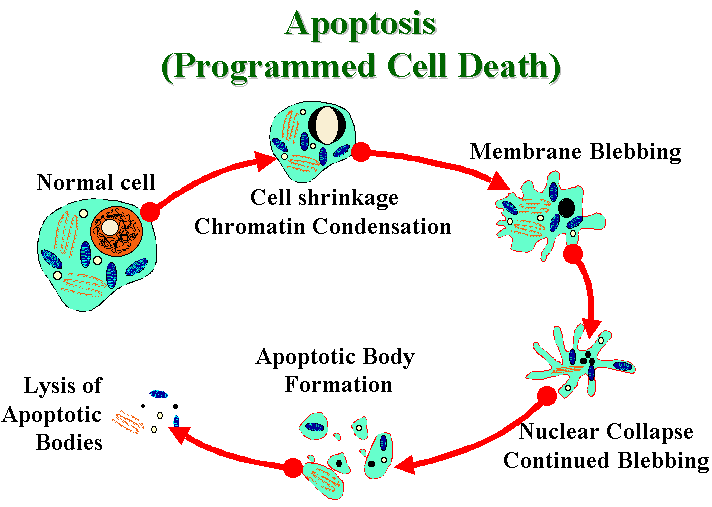 Apoptosis
(Programmed Cell Death)
Normal cell
Cell shrinkage
Chromatin Condensation
Membrane Blebbing
Nuclear Collapse
Continued Blebbing
Apoptotic Body
Formation
Lysis of
Apoptotic
Bodies